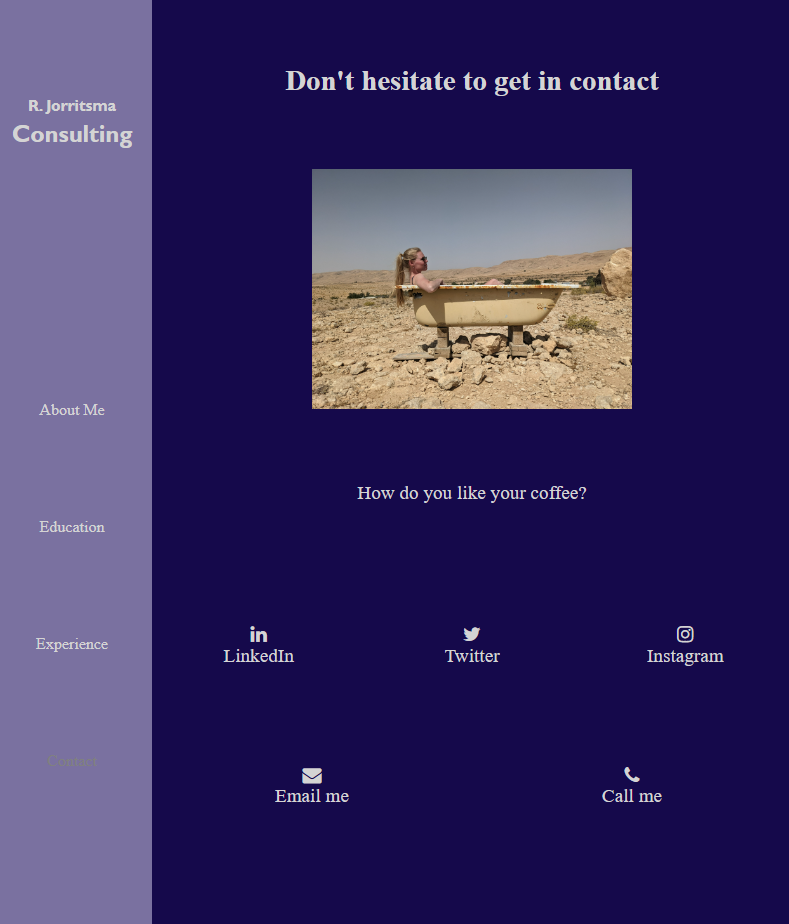 R. Jorritsma
Consulting
About Me
Education
Experience
Contact
Don't hesitate to get in contact
How do you like your coffee?
LinkedIn
Twitter
Instagram
Email me
Call me